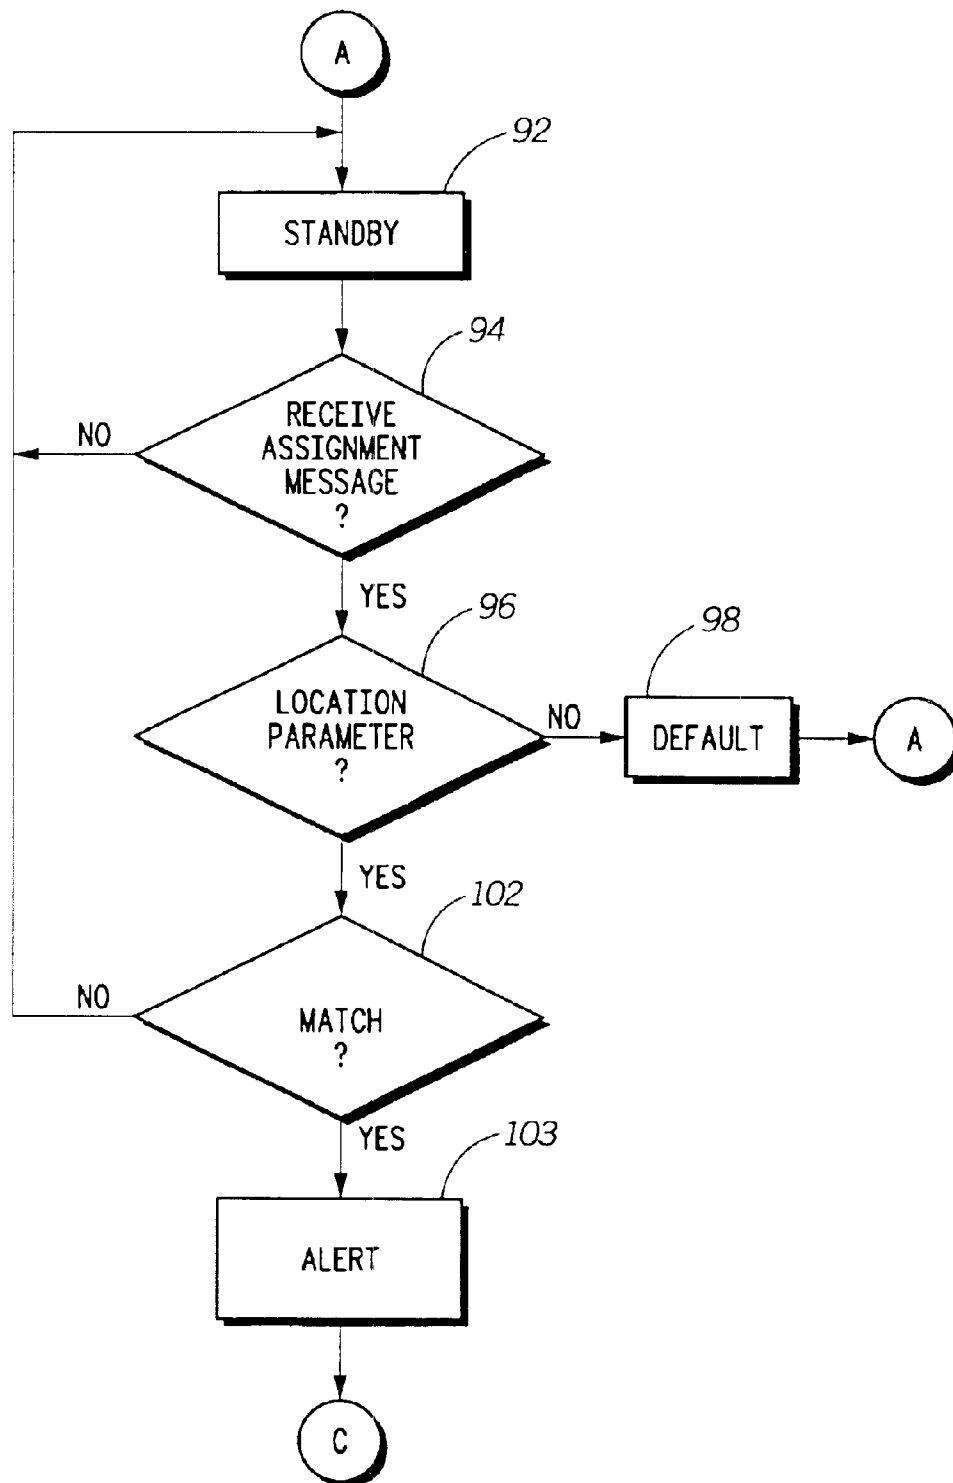 A
92
STANDBY
94
RECEIVE
ASSIGNMENT
MESSAGE
?
NO
YES
96
LOCATION
PARAMETER
?
NO
98
DEFAULT
A
YES
102
MATCH
?
NO
YES
103
ALERT
C